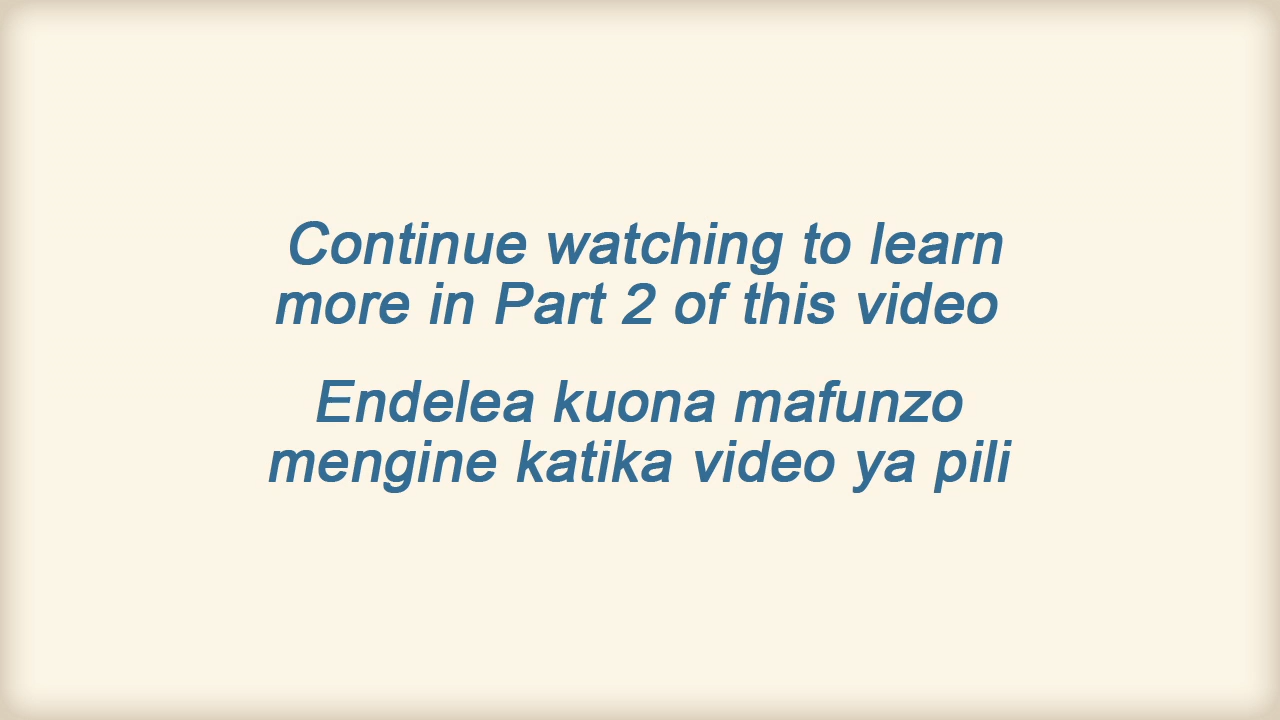 Continue watching to learn
more in Part 2 of this video
Endelea kuona mafunzo
mengine katika video ya pili